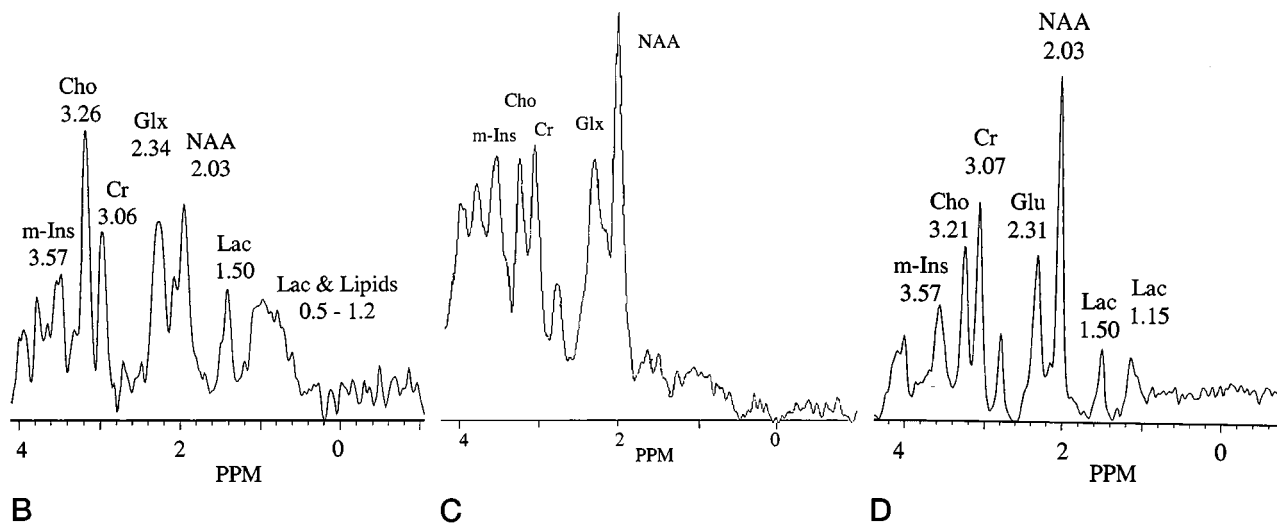 Cho
3.26
Glx
2.34
NAA
2.03
Cr
3.06
m-Ins
3.57
Lac
1.50
Lac & Lipids
0.5 - 1.2
4
2
0
PPM
B
NAA
Cho
m-Ins
Cr
Glx
4
2
0
PPM
C
NAA
2.03
Cr
3.07
Cho
3.21
Glu
2.31
m-Ins
3.57
Lac
1.50
Lac
1.15
4
2
0
PPM
D